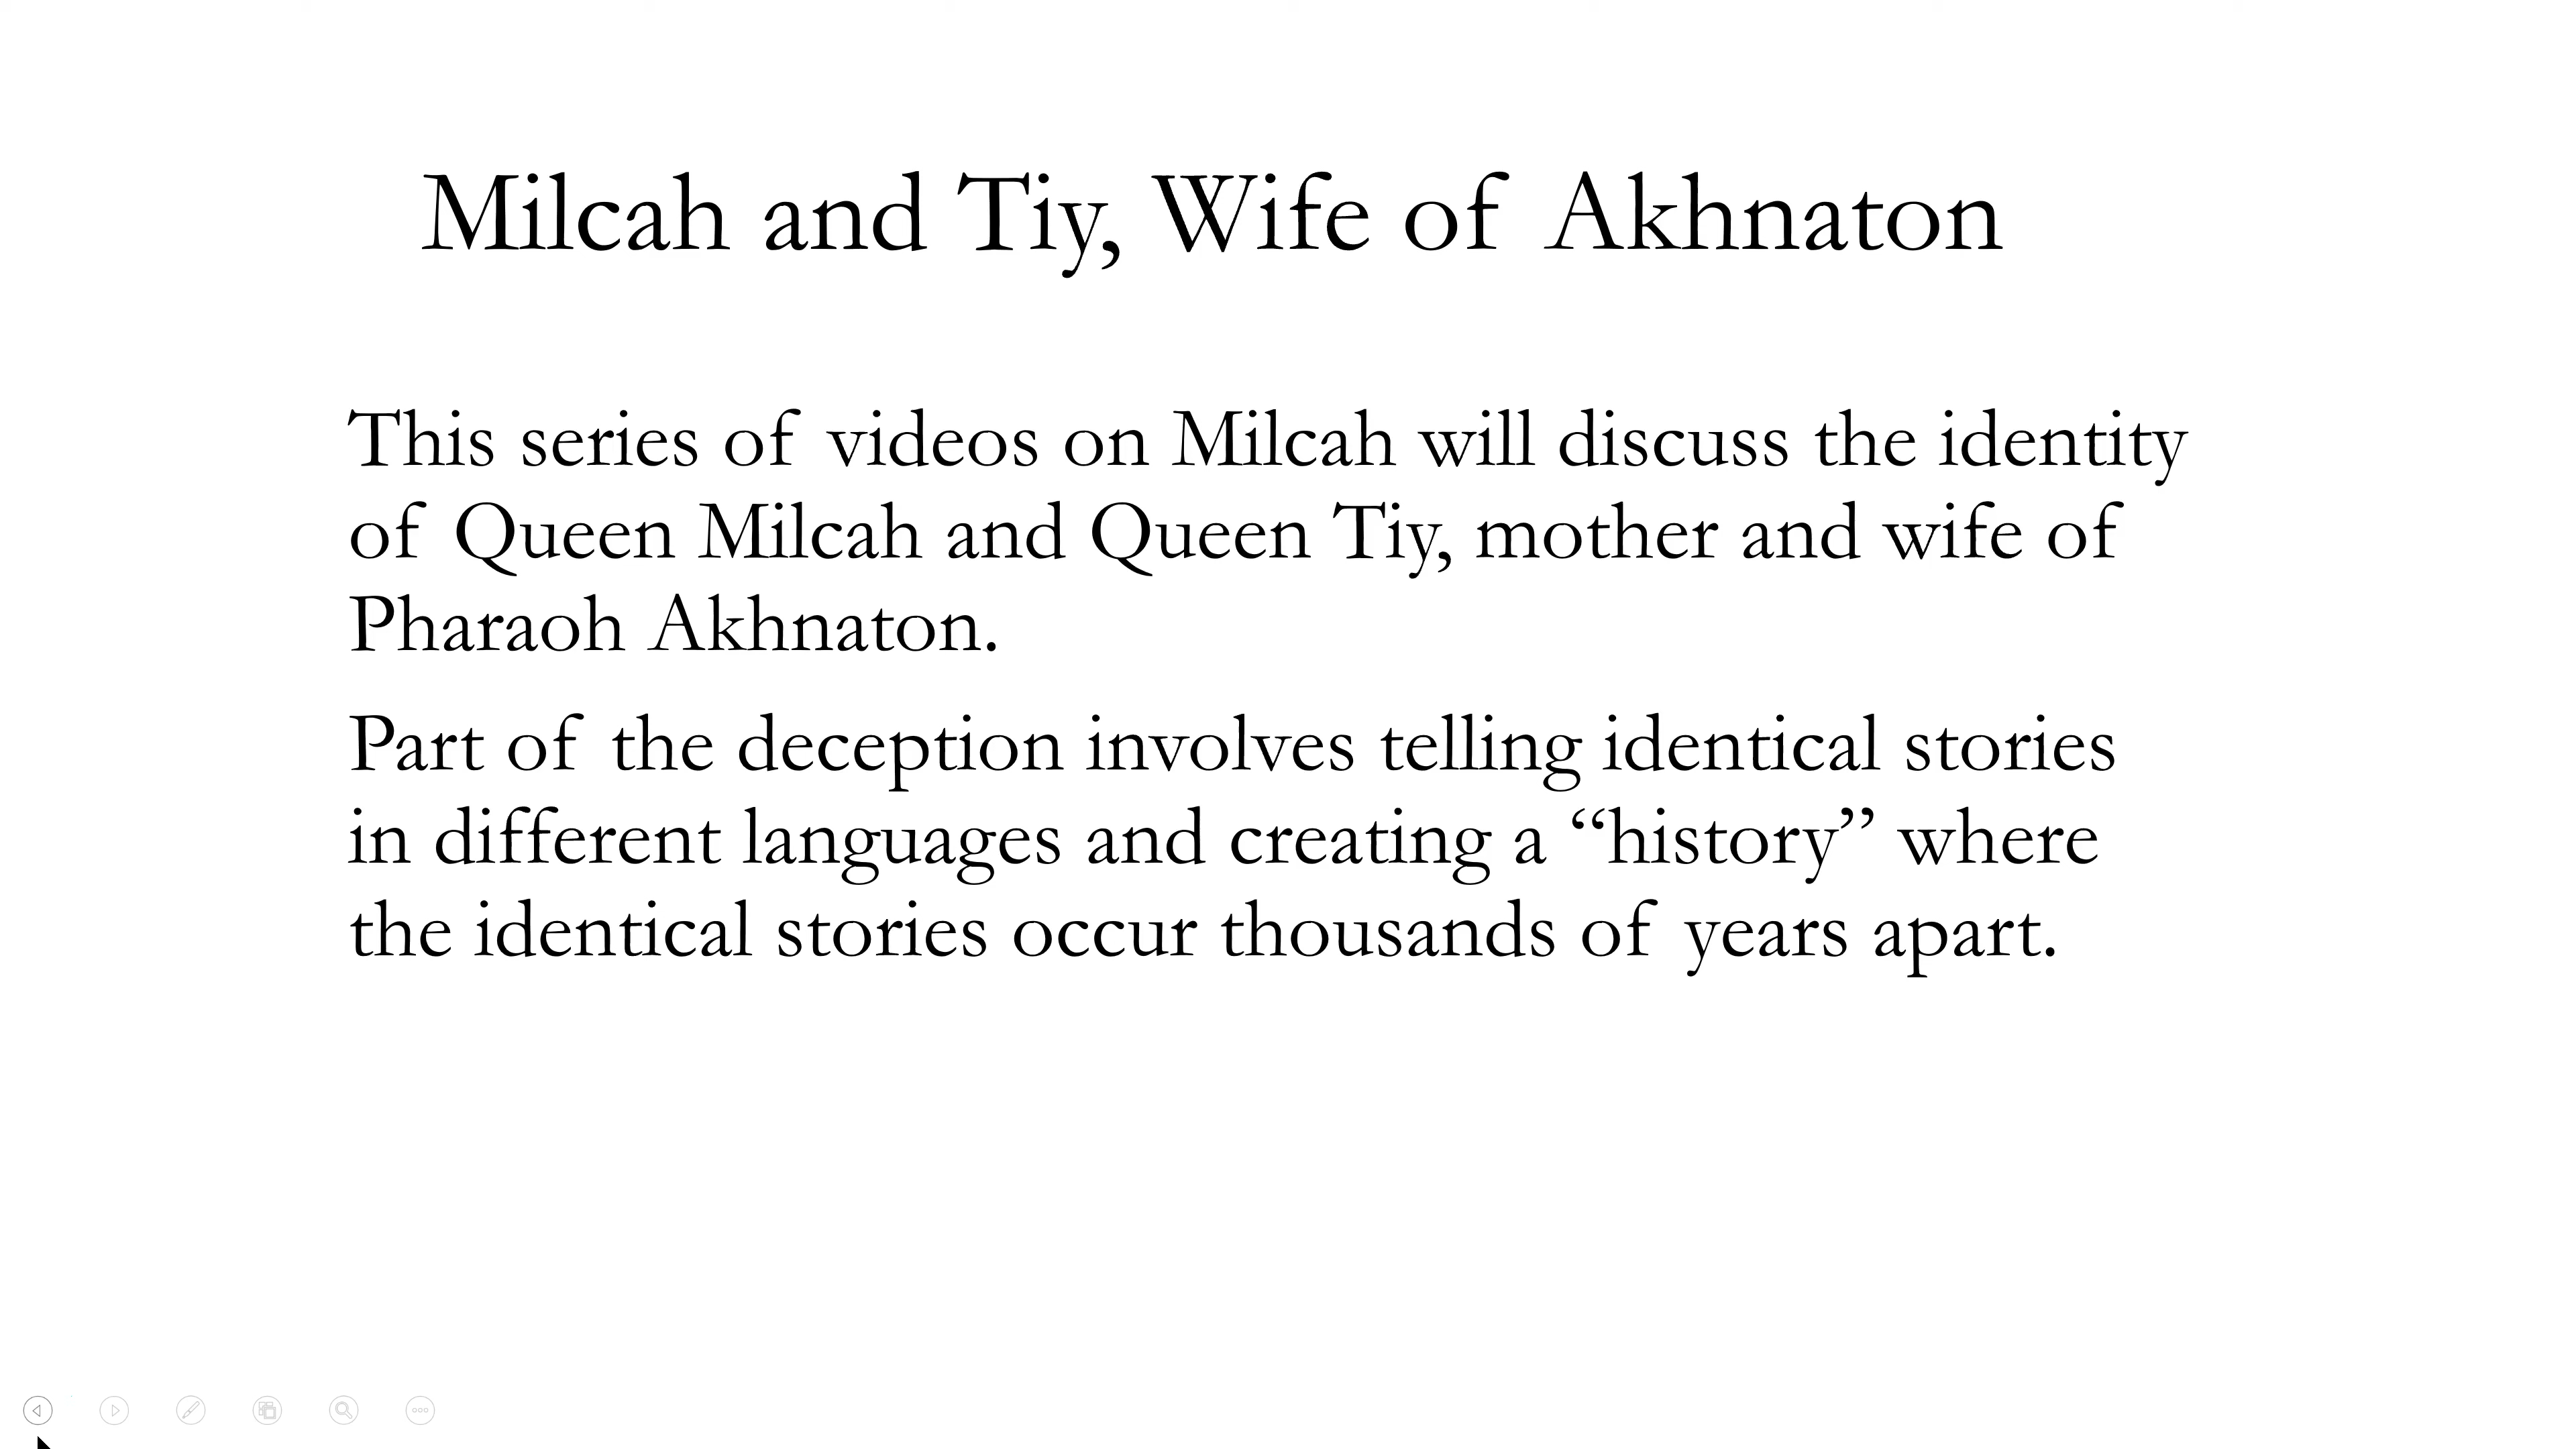 Milcah and Tiy, Wife of Akhnaton
This series of videos on Milcah will discuss the identity
of Queen Milcah and Queen Tiy, mother and wife of
Pharaoh Akhnaton.
Part of the deception involves telling identical stories
in different languages and creating a “history” where
the identical stories occur thousands of years apart.